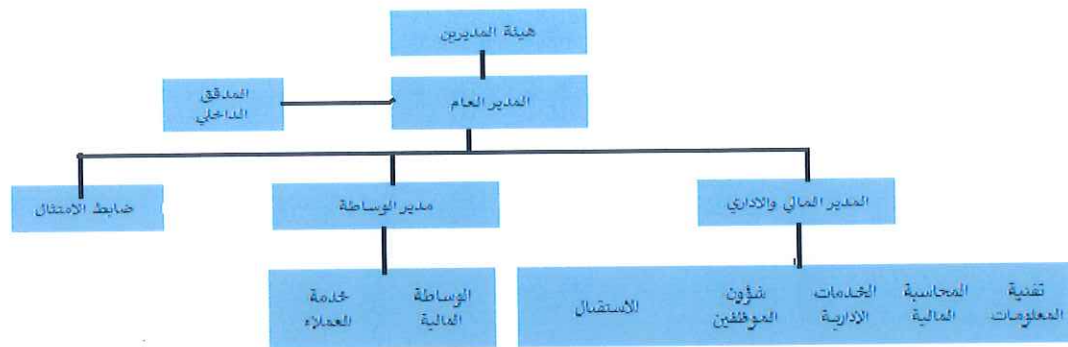 هيئة المديرين
المدير العام
المدقق
الداخلي
المدير المالي والاداري
مدير الوساطة
ضابط الامتثال
تقنية
المعلومات
المحاسبة
المالية
الخدمات
الإدارية
شؤون
الموظفين
الاستقبال
الوساطة
المالية
خدمة
العملاء